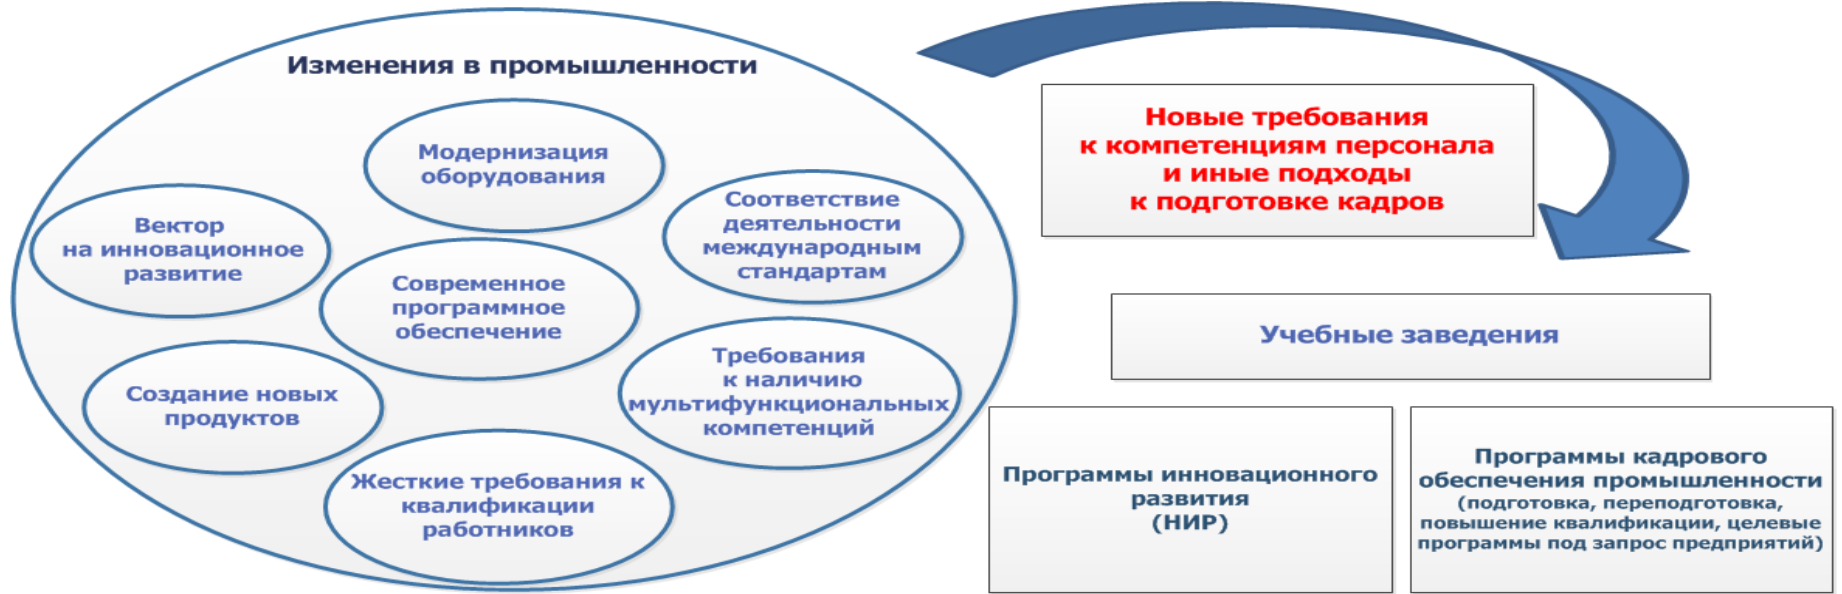 Изменения в промышленности
Модернизация
оборудования
Вектор
на инновационное
развитие
Соответствие
деятельности
международным
стандартам
Современное
программное
обеспечение
Создание новых
продуктов
Требования
к наличию
мультифункциональных
компетенций
Жесткие требования к
квалификации
работников
Новые требования
к компетенциям персонала
и иные подходы
к подготовке кадров
Учебные заведения
Программы инновационного
развития
(НИР)
Программы кадрового
обеспечения промышленности
(подготовка, переподготовка,
повышение квалификации, целевые
программы под запрос предприятий)